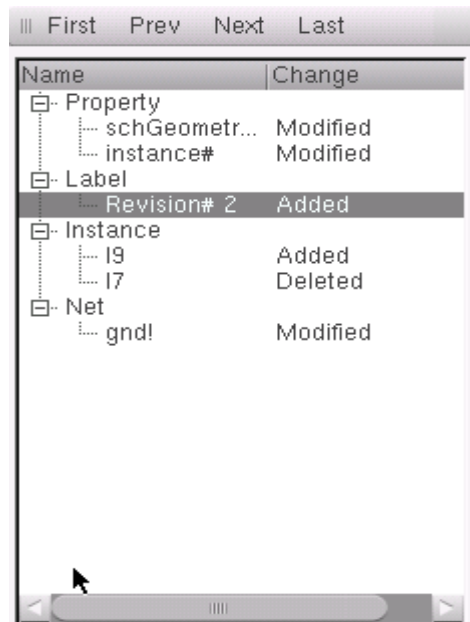 First Prev Next Last
Name Change
Property
schGeometr... Modified
instance# Modified
Label
Revision# 2 Added
Instance
I9 Added
I7 Deleted
Net
gnd! Modified